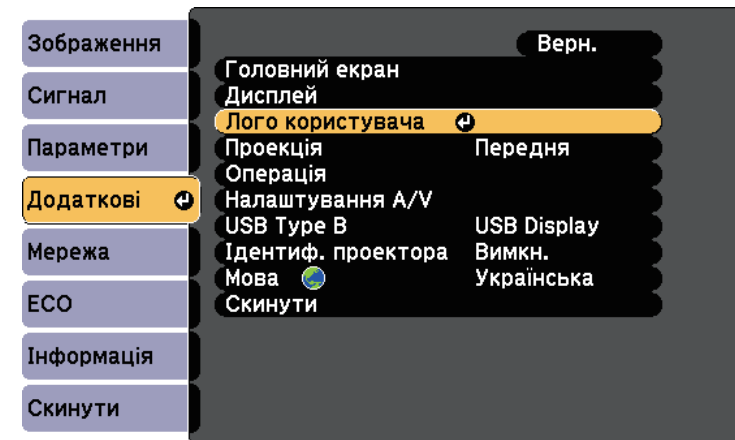 Зображення
Сигнал
Параметри
Додаткові
Мережа
ECO
Інформація
Скинути
Верн.
Головний екран
Дисплей
Лого користувача
Проекція Передня
Операція
Налаштування A/V
USB Type B USB Display
Ідентиф. проектора Вимкн.
Мова Українська
Скинути